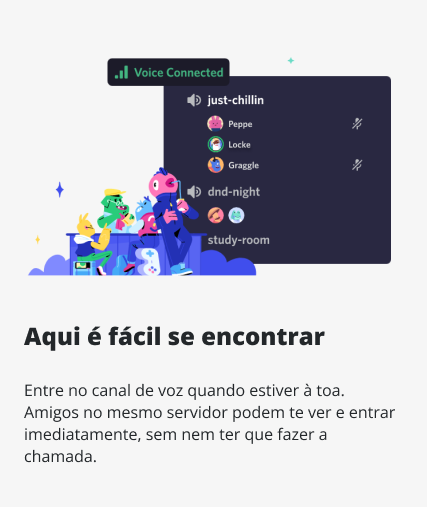 Voice Connected
just-chillin
Peppe
Locke
Graggle
dnd-night
study-room
Aqui é fácil se encontrar
Entre no canal de voz quando estiver à toa.
Amigos no mesmo servidor podem te ver e entrar
imediatamente, sem nem ter que fazer a
chamada.